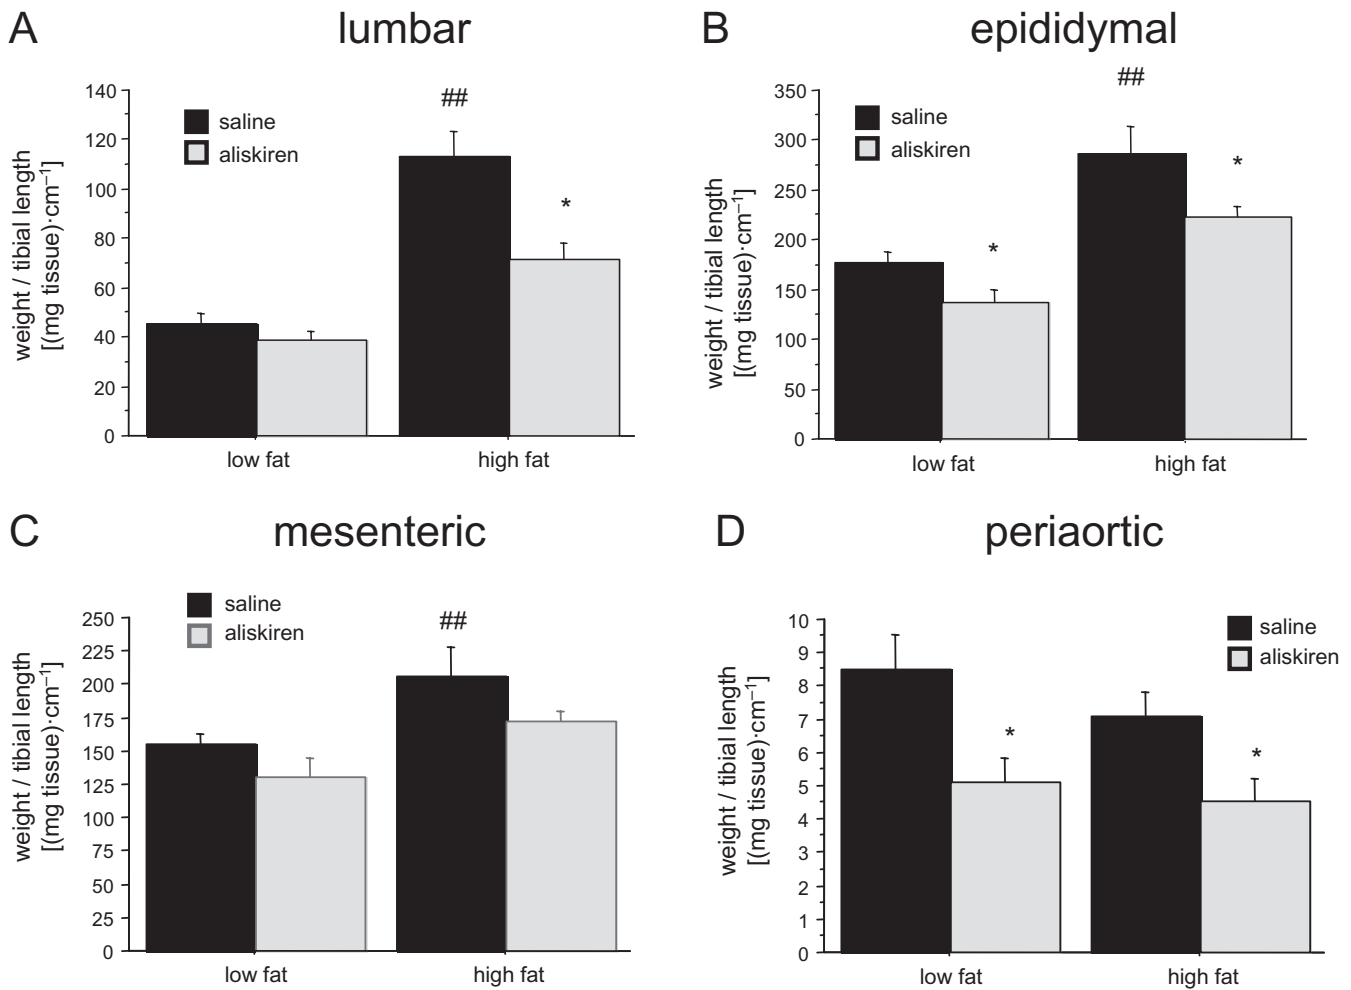 A
lumbar
140
120
100
80
60
40
20
0
weight / tibial length
[(mg tissue)·cm⁻¹]
saline
aliskiren
##
*
low fat
high fat
B
epididymal
350
300
250
200
150
100
50
0
weight / tibial length
[(mg tissue)·cm⁻¹]
saline
aliskiren
*
##
*
low fat
high fat
C
mesenteric
250
225
200
175
150
125
100
75
50
25
0
weight / tibial length
[(mg tissue)·cm⁻¹]
saline
aliskiren
##
low fat
high fat
D
periaortic
10
9
8
7
6
5
4
3
2
1
0
weight / tibial length
[(mg tissue)·cm⁻¹]
saline
aliskiren
*
*
low fat
high fat